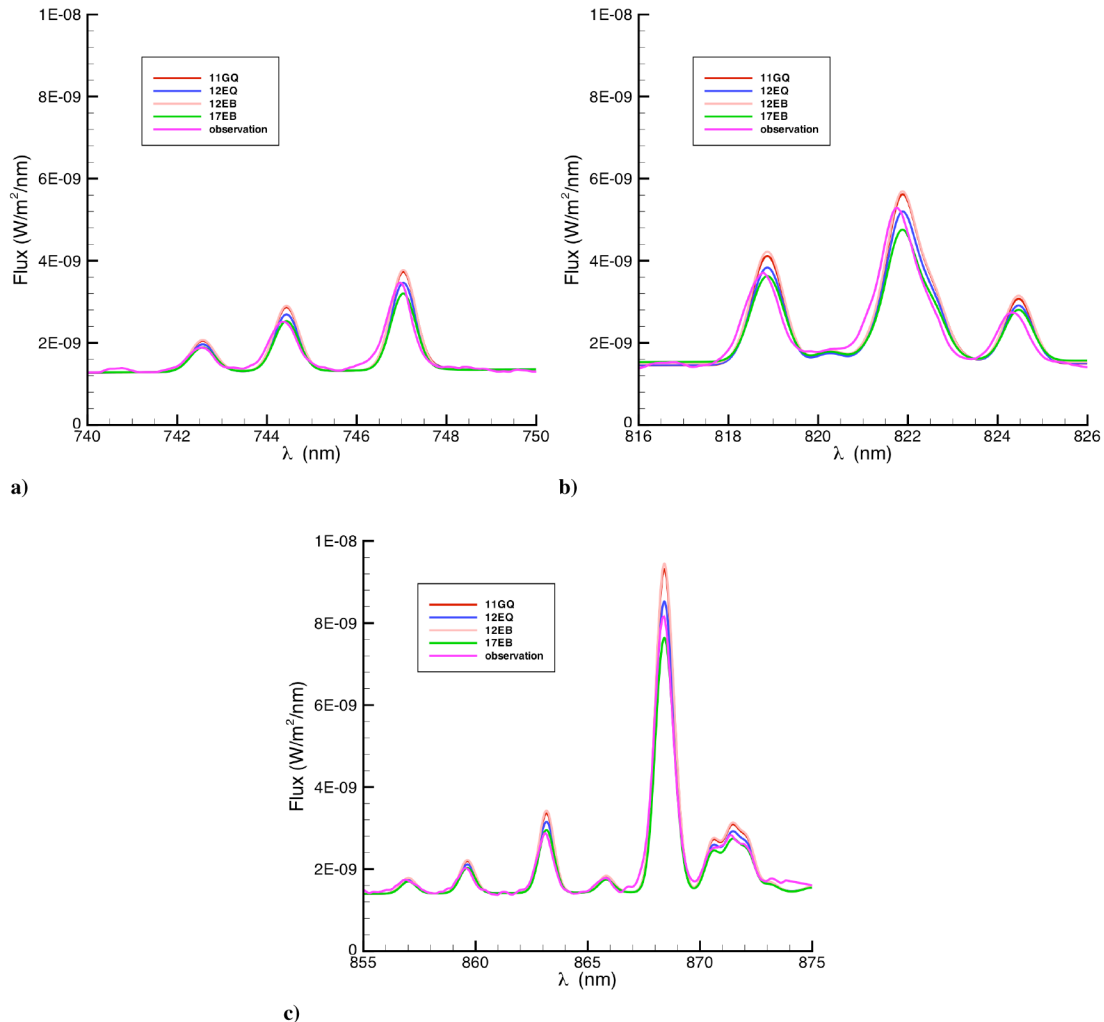 1E-08
8E-09
6E-09
4E-09
2E-09
0
Flux (W/m²/nm)
11GQ
12EQ
12EB
17EB
observation
740 742 744 746 748 750
λ (nm)
a)
1E-08
8E-09
6E-09
4E-09
2E-09
0
Flux (W/m²/nm)
11GQ
12EQ
12EB
17EB
observation
816 818 820 822 824 826
λ (nm)
b)
1E-08
8E-09
6E-09
4E-09
2E-09
0
Flux (W/m²/nm)
11GQ
12EQ
12EB
17EB
observation
855 860 865 870 875
λ (nm)
c)